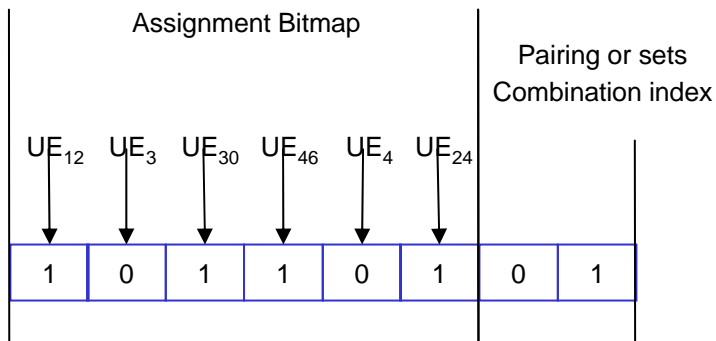 Assignment Bitmap
Pairing or sets
Combination index
UE12 UE3 UE30 UE46 UE4 UE24
1 0 1 1 0 1 0 1